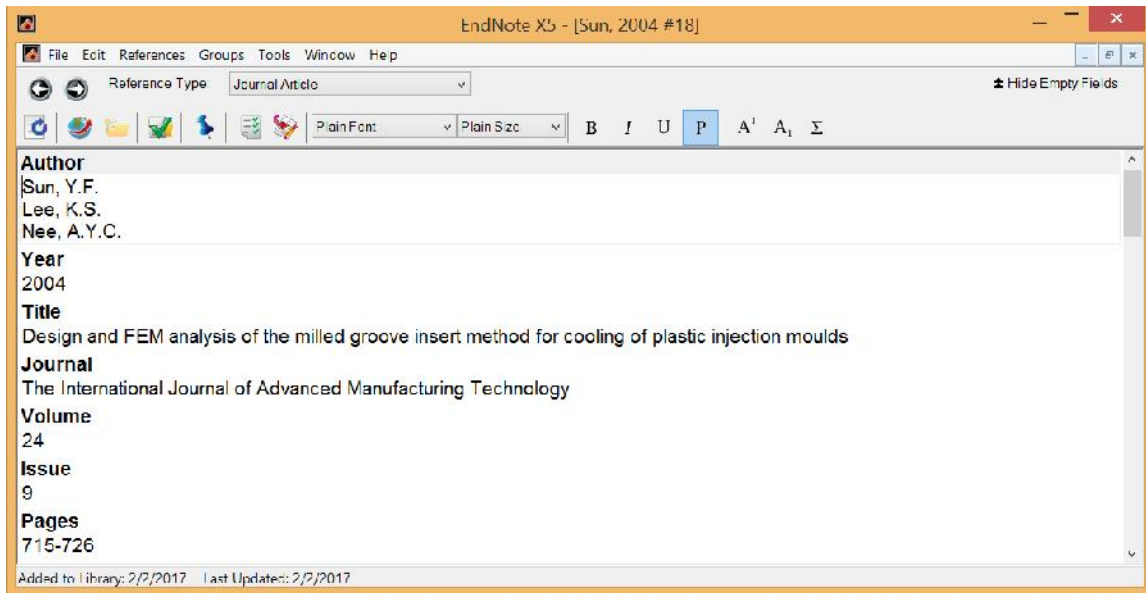 EndNote X5 - [Sun, 2004 #18]
File Edit References Groups Tools Window Help
Reference Type Journal Article Hide Empty Fields
Plain Font Plain Size B I U P A¹ A₁ Σ
Author
Sun, Y.F.
Lee, K.S.
Nee, A.Y.C.
Year
2004
Title
Design and FEM analysis of the milled groove insert method for cooling of plastic injection moulds
Journal
The International Journal of Advanced Manufacturing Technology
Volume
24
Issue
9
Pages
715-726
Added to Library: 2/2/2017 Last Updated: 2/2/2017